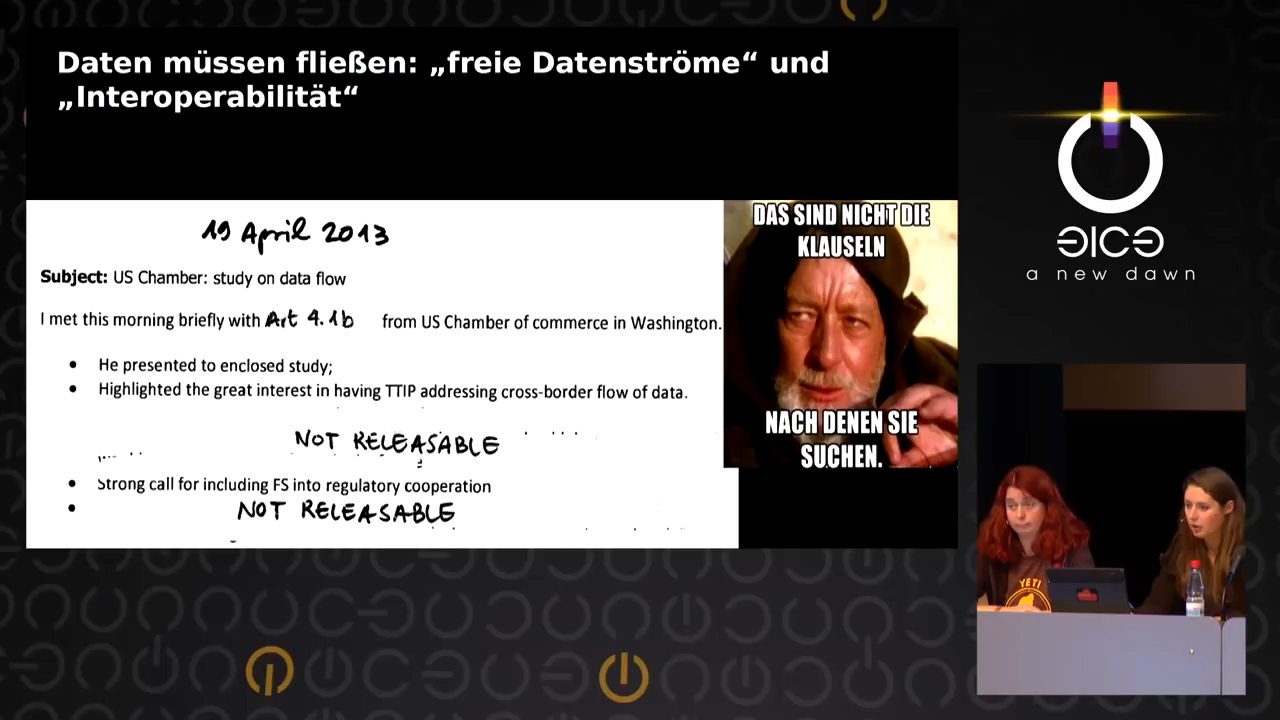 Daten müssen fließen: „freie Datenströme“ und
„Interoperabilität“
19 April 2013
Subject: US Chamber: study on data flow
I met this morning briefly with Art 4.1b from US Chamber of commerce in Washington.
• He presented to enclosed study;
• Highlighted the great interest in having TTIP addressing cross-border flow of data.
NOT RELEASABLE
• Strong call for including FS into regulatory cooperation
• NOT RELEASABLE
DAS SIND NICHT DIE
KLAUSELN
NACH DENEN SIE
SUCHEN.
a new dawn
YETI